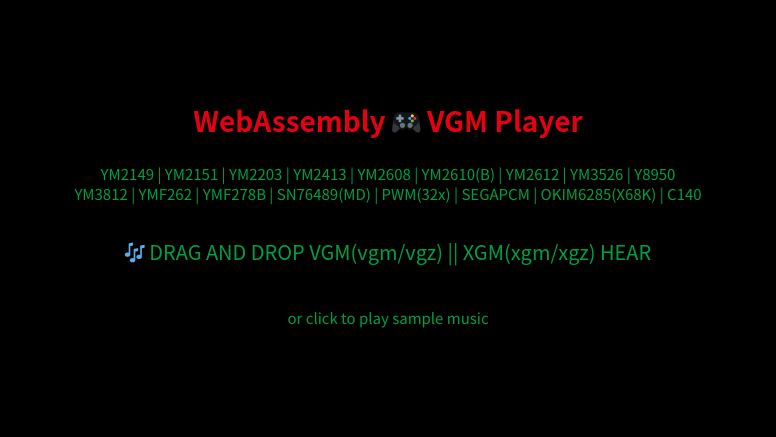 WebAssembly 🎮 VGM Player
YM2149 | YM2151 | YM2203 | YM2413 | YM2608 | YM2610(B) | YM2612 | YM3526 | Y8950
YM3812 | YMF262 | YMF278B | SN76489(MD) | PWM(32x) | SEGAPCM | OKIM6285(X68K) | C140
🎶 DRAG AND DROP VGM(vgm/vgz) || XGM(xgm/xgz) HEAR
or click to play sample music